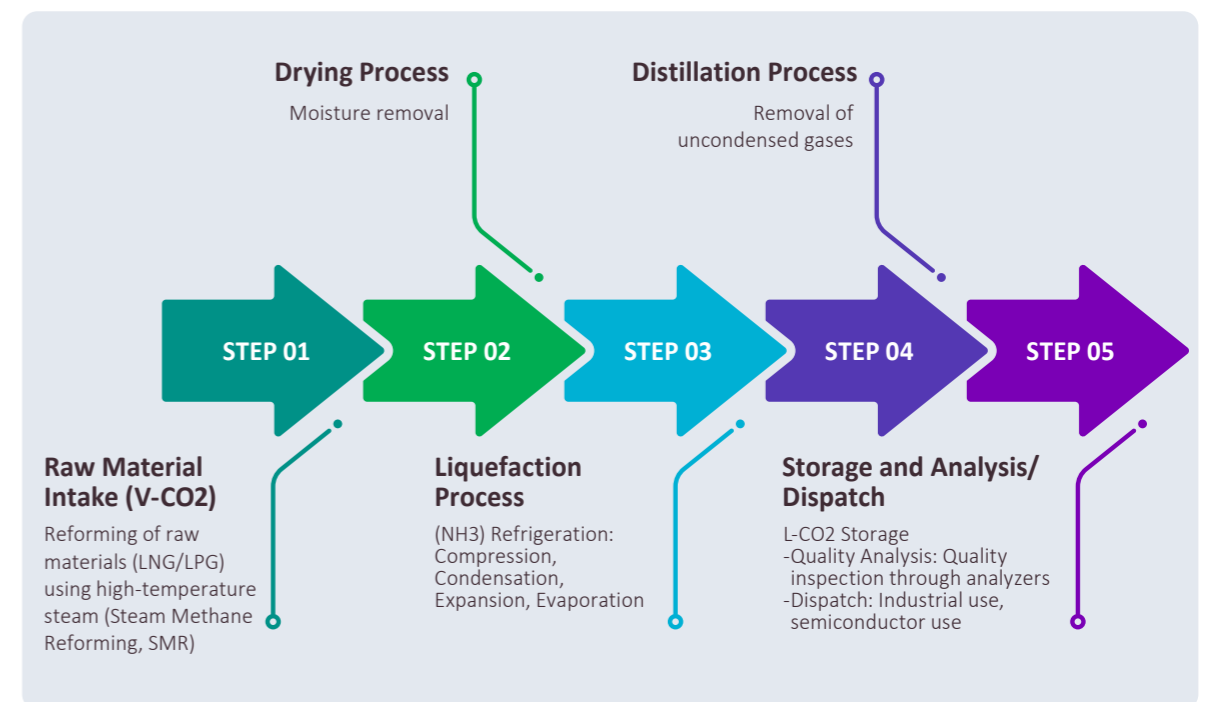 Drying Process
Moisture removal
Distillation Process
Removal of
uncondensed gases
STEP 01
STEP 02
STEP 03
STEP 04
STEP 05
Raw Material
Intake (V-CO2)
Reforming of raw
materials (LNG/LPG)
using high-temperature
steam (Steam Methane
Reforming, SMR)
Liquefaction
Process
(NH3) Refrigeration:
Compression,
Condensation,
Expansion, Evaporation
Storage and Analysis/
Dispatch
L-CO2 Storage
-Quality Analysis: Quality
inspection through analyzers
-Dispatch: Industrial use,
semiconductor use